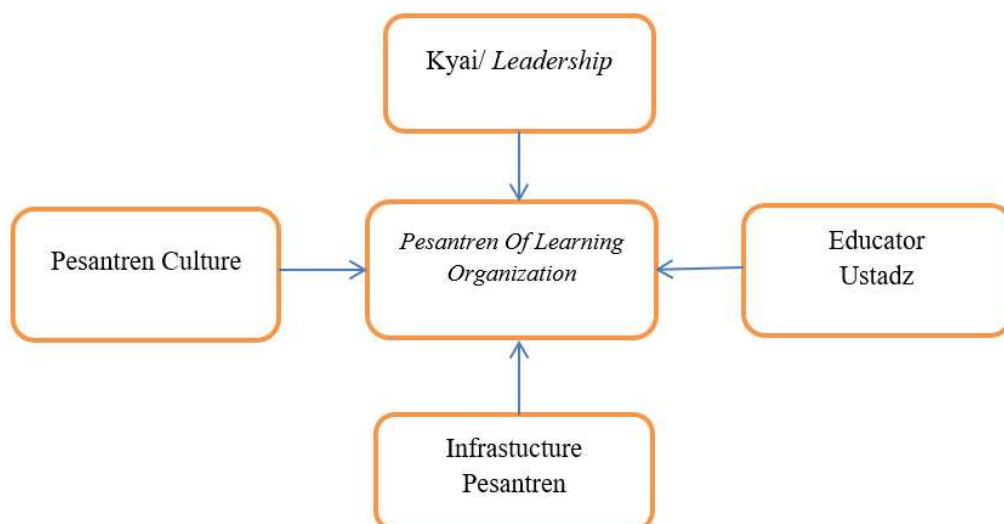 Kyai/ Leadership
Pesantren Culture
Pesantren Of Learning
Organization
Educator
Ustadz
Infrastucture
Pesantren